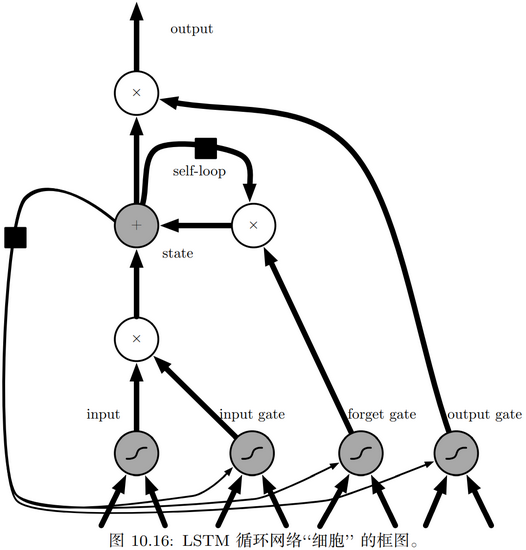 output
×
self-loop
+
×
state
×
input
input gate
forget gate
output gate
图 10.16: LSTM 循环网络“细胞” 的框图。